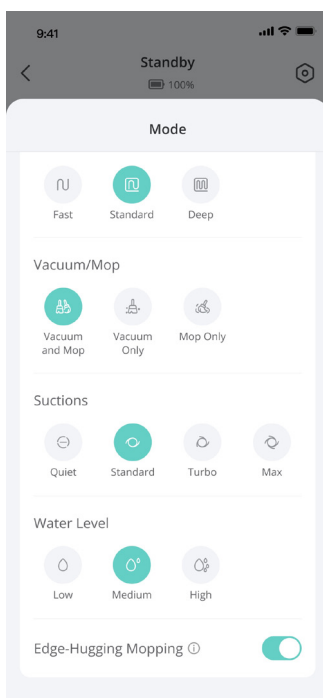 9:41
Standby
100%
Mode
Fast Standard Deep
Vacuum/Mop
Vacuum and Mop Vacuum Only Mop Only
Suctions
Quiet Standard Turbo Max
Water Level
Low Medium High
Edge-Hugging Mopping